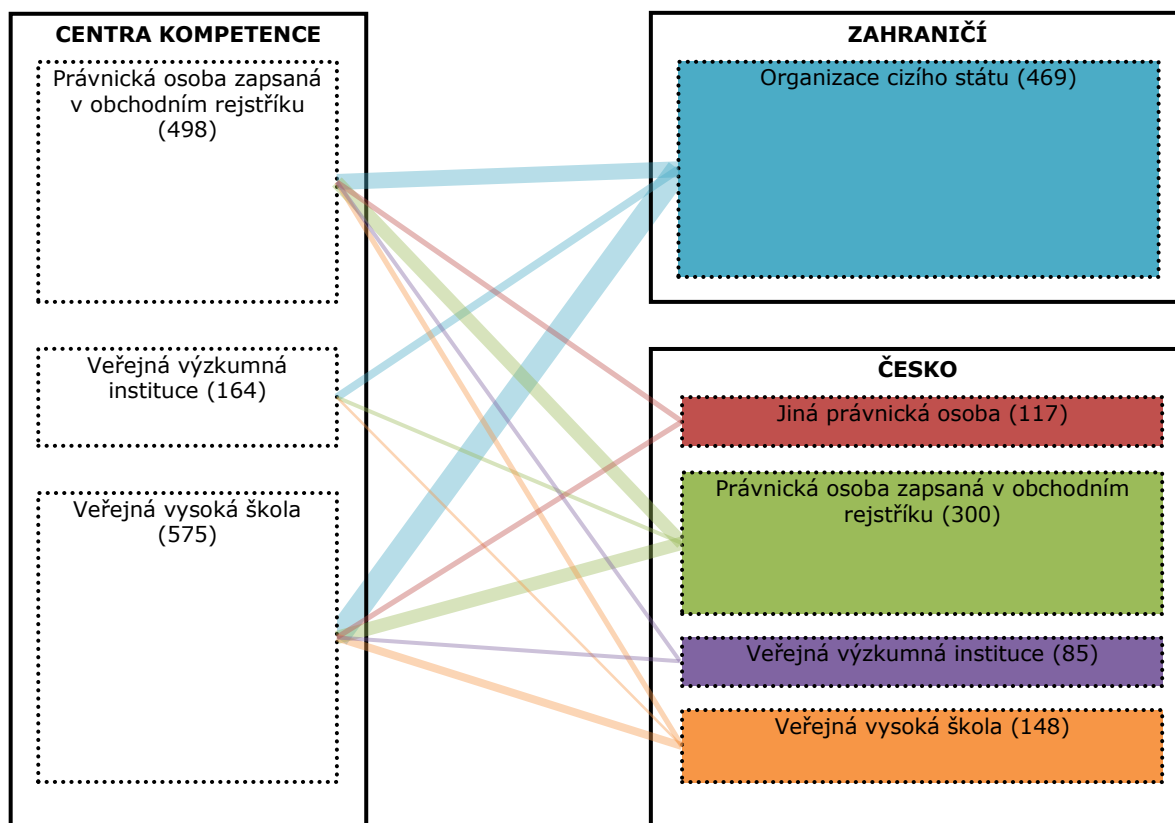 CENTRA KOMPETENCE
Právnická osoba zapsaná
v obchodním rejstříku
(498)
Veřejná výzkumná
instituce (164)
Veřejná vysoká škola
(575)
ZAHRANIČÍ
Organizace cizího státu (469)
ČESKO
Jiná právnická osoba (117)
Právnická osoba zapsaná v obchodním
rejstříku (300)
Veřejná výzkumná instituce (85)
Veřejná vysoká škola (148)